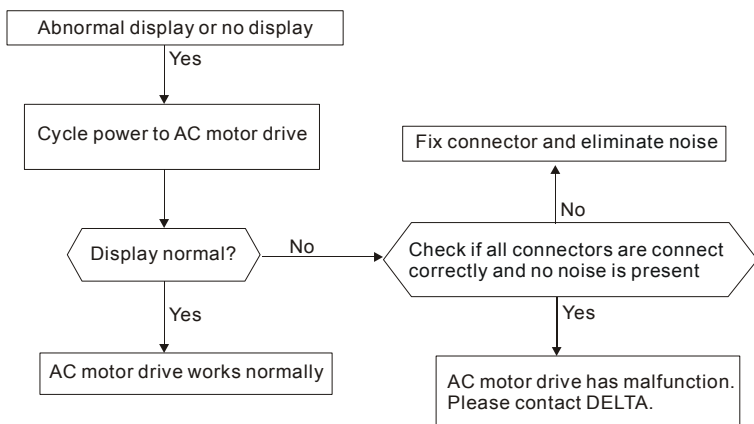 Abnormal display or no display
Yes
Cycle power to AC motor drive
Fix connector and eliminate noise
No
Display normal?
No
Check if all connectors are connect
correctly and no noise is present
Yes
Yes
AC motor drive works normally
AC motor drive has malfunction.
Please contact DELTA.